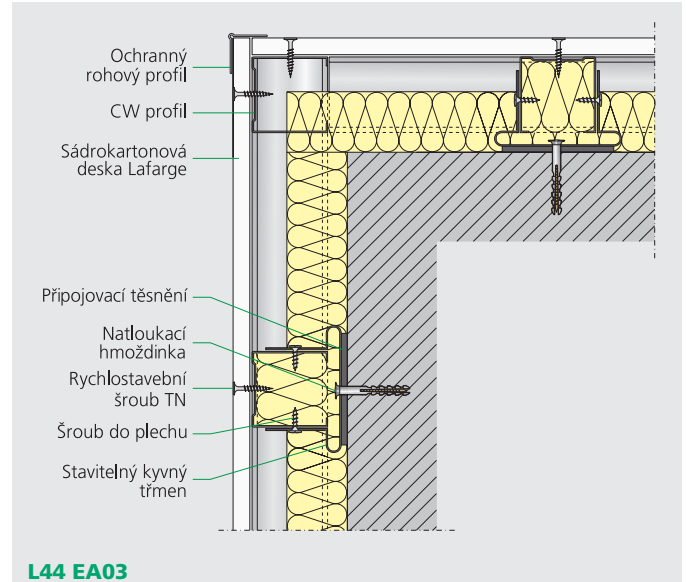 Ochranný
rohový profil
CW profil
Sádrokartonová
deska Lafarge
Připojovací těsnění
Natloukací
hmoždinka
Rychlostavební
šroub TN
Šroub do plechu
Stavitelný kyvný
třmen
L44 EA03